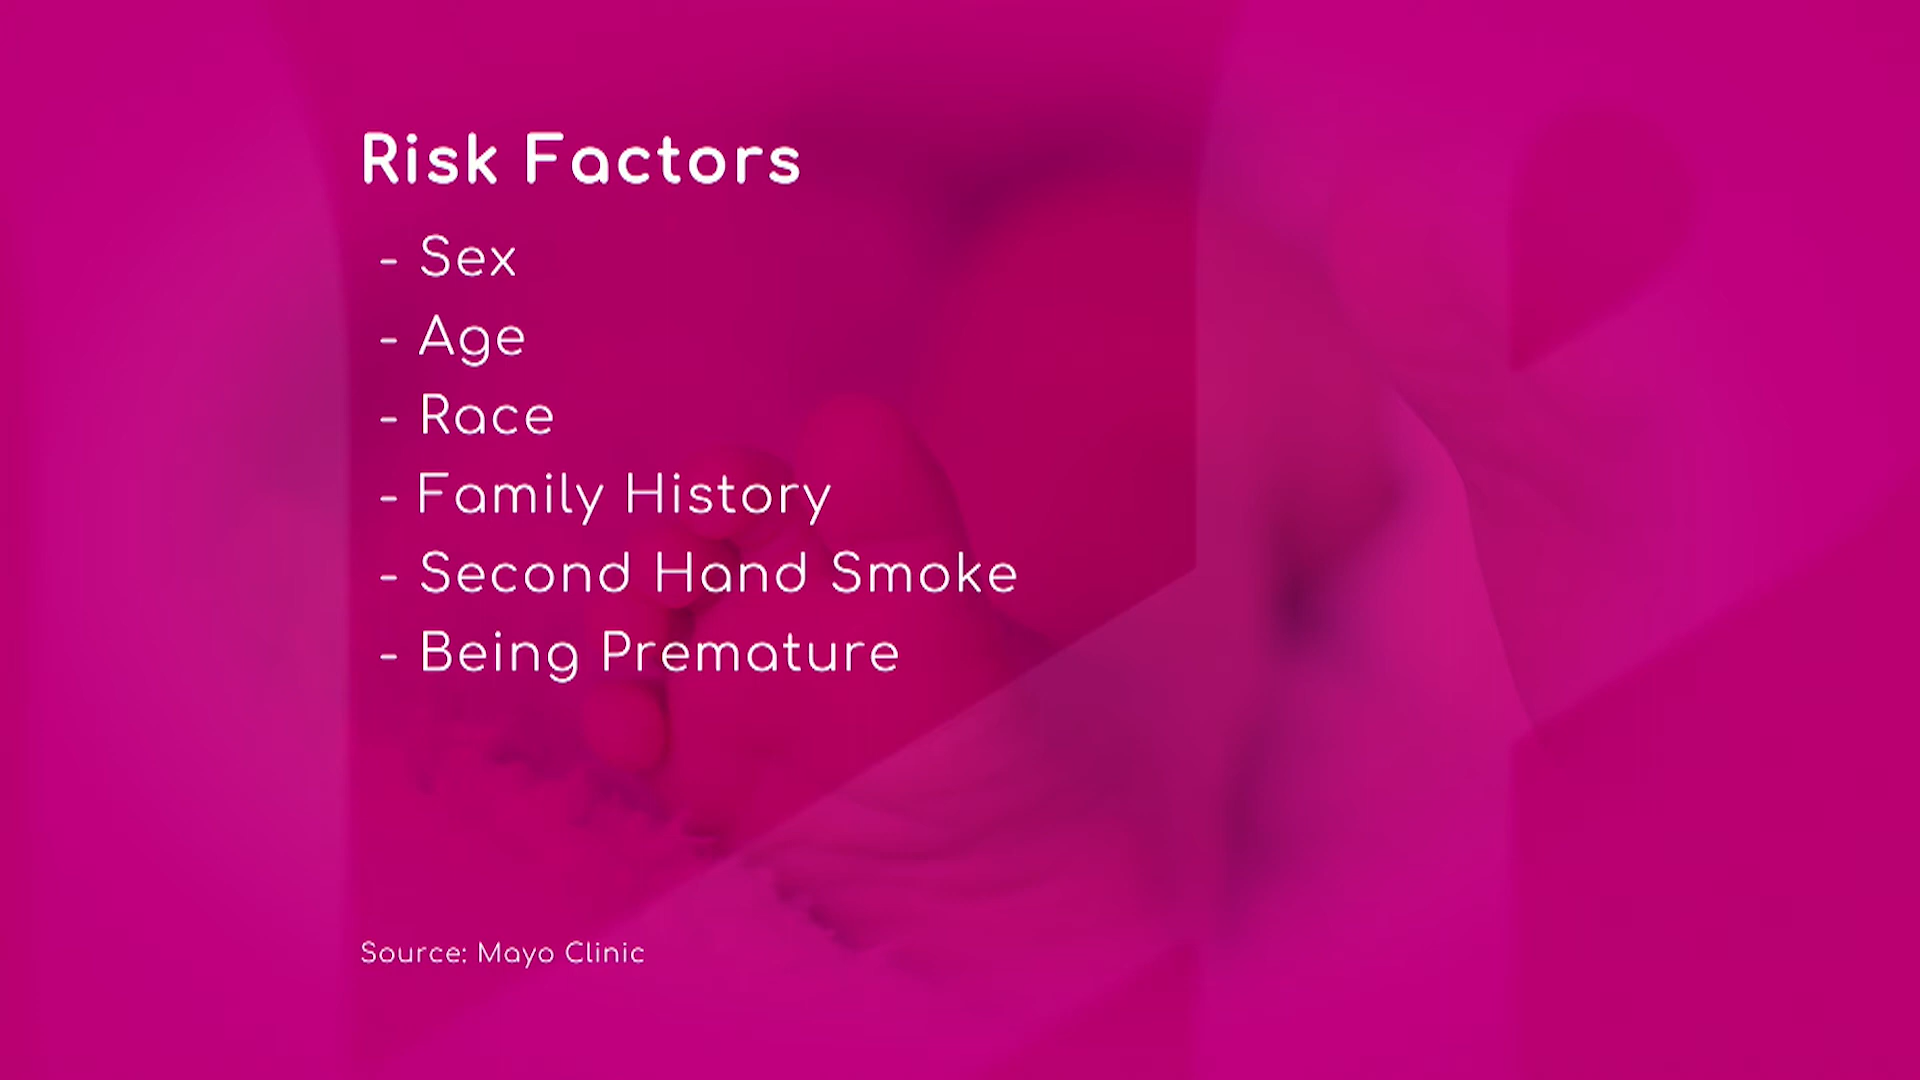 Risk Factors
- Sex
- Age
- Race
- Family History
- Second Hand Smoke
- Being Premature
Source: Mayo Clinic